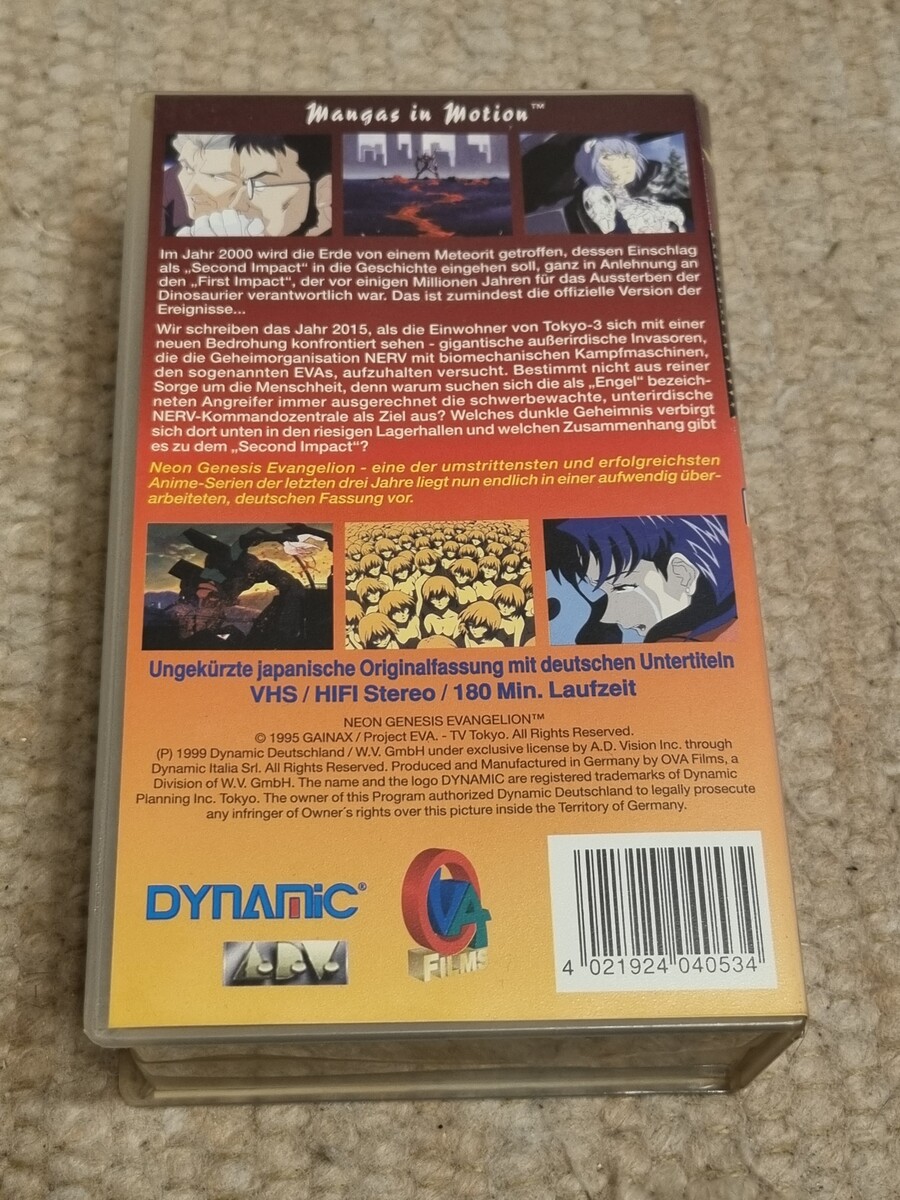 Mangas in Motion™
Im Jahr 2000 wird die Erde von einem Meteorit getroffen, dessen Einschlag
als „Second Impact“ in die Geschichte eingehen soll, ganz in Anlehnung an
den „First Impact“, der vor einigen Millionen Jahren für das Aussterben der
Dinosaurier verantwortlich war. Das ist zumindest die offizielle Version der
Ereignisse...
Wir schreiben das Jahr 2015, als die Einwohner von Tokyo-3 sich mit einer
neuen Bedrohung konfrontiert sehen - gigantische außerirdische Invasoren,
die die Geheimorganisation NERV mit biomechanischen Kampfmaschinen,
den sogenannten EVAs, aufzuhalten versucht. Bestimmt nicht aus reiner
Sorge um die Menschheit, denn warum suchen sich die als „Engel“ bezeich-
neten Angreifer immer ausgerechnet die schwerbewachte, unterirdische
NERV-Kommandozentrale als Ziel aus? Welches dunkle Geheimnis verbirgt
sich dort unten in den riesigen Lagerhallen und welchen Zusammenhang gibt
es zu dem „Second Impact“?
Neon Genesis Evangelion - eine der umstrittensten und erfolgreichsten
Anime-Serien der letzten drei Jahre liegt nun endlich in einer aufwendig über-
arbeiteten, deutschen Fassung vor.
Ungekürzte japanische Originalfassung mit deutschen Untertiteln
VHS / HIFI Stereo / 180 Min. Laufzeit
NEON GENESIS EVANGELION™
© 1995 GAINAX / Project EVA. - TV Tokyo. All Rights Reserved.
(P) 1999 Dynamic Deutschland / W.V. GmbH under exclusive license by A.D. Vision Inc. through
Dynamic Italia Srl. All Rights Reserved. Produced and Manufactured in Germany by OVA Films, a
Division of W.V. GmbH. The name and the logo DYNAMIC are registered trademarks of Dynamic
Planning Inc. Tokyo. The owner of this Program authorized Dynamic Deutschland to legally prosecute
any infringer of Owner´s rights over this picture inside the Territory of Germany.
DYNAMIC®
A.D.V.
OVA
FILMS
4 021924 040534